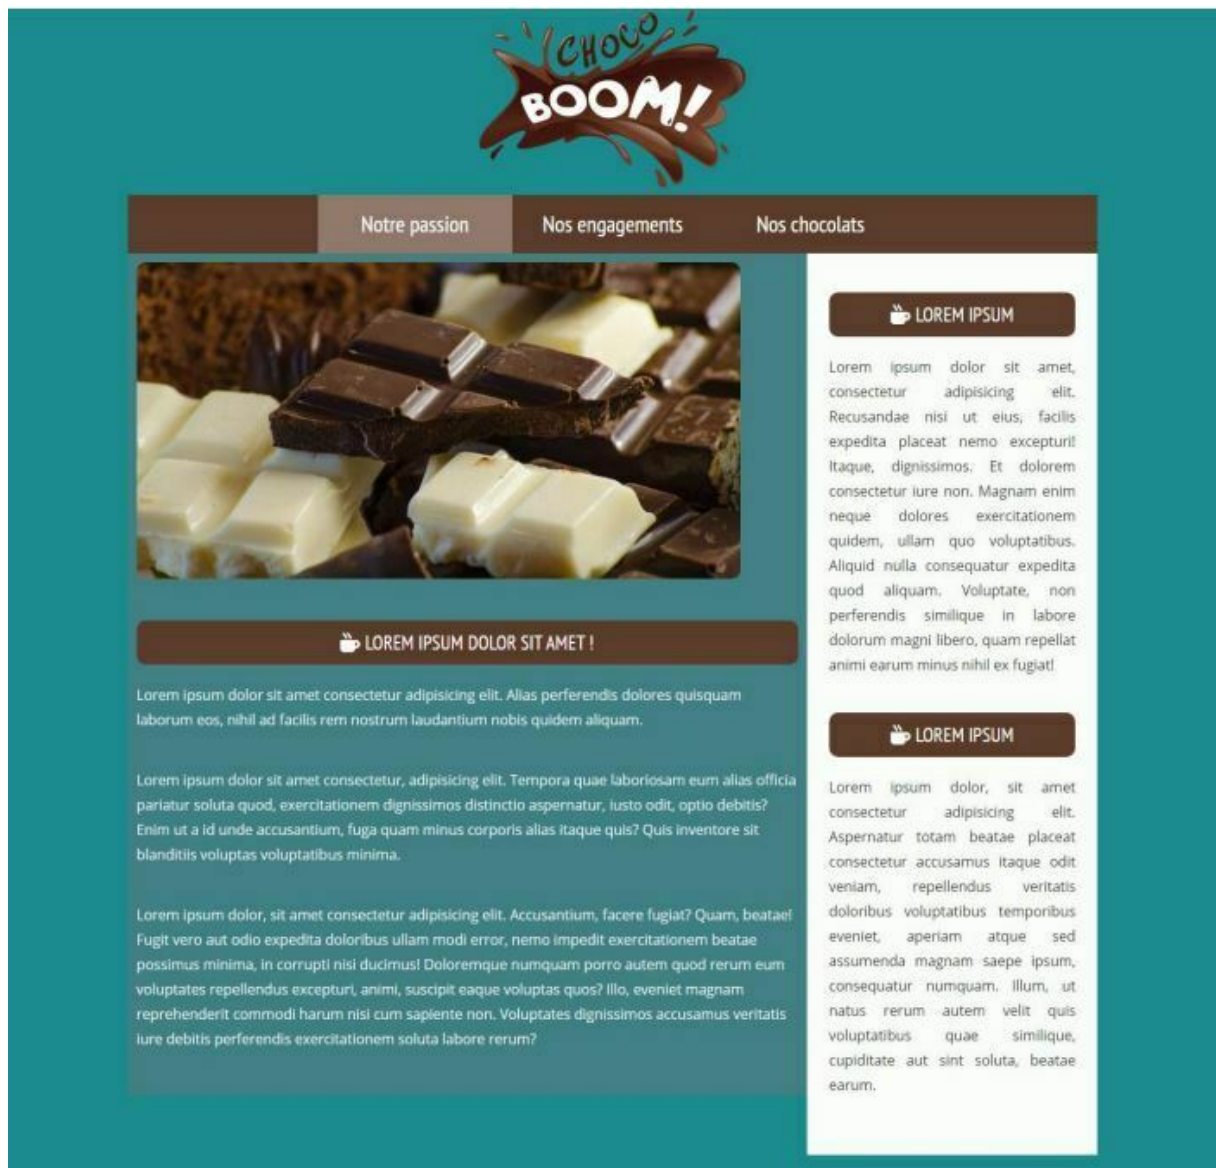 CHOCO
BOOM!
Notre passion Nos engagements Nos chocolats
LOREM IPSUM DOLOR SIT AMET !
Lorem ipsum dolor sit amet consectetur adipisicing elit. Alias perferendis dolores quisquam
laborum eos, nihil ad facilis rem nostrum laudantium nobis quidem aliquam.
Lorem ipsum dolor sit amet consectetur, adipisicing elit. Tempora quae laboriosam eum alias officia
pariatur soluta quod, exercitationem dignissimos distinctio aspernatur, iusto odit, optio debitis?
Enim ut a id unde accusantium, fuga quam minus corporis alias itaque quis? Quis inventore sit
blanditiis voluptas voluptatibus minima.
Lorem ipsum dolor, sit amet consectetur adipisicing elit. Accusantium, facere fugiat? Quam, beatae!
Fugit vero aut odio expedita doloribus ullam modi error, nemo impedit exercitationem beatae
possimus minima, in corrupti nisi ducimus! Doloremque numquam porro autem quod rerum eum
voluptates repellendus excepturi, animi, suscipit eaque voluptas quos? Illo, eveniet magnam
reprehenderit commodi harum nisi cum sapiente non. Voluptates dignissimos accusamus veritatis
iure debitis perferendis exercitationem soluta labore rerum?
LOREM IPSUM
Lorem ipsum dolor sit amet,
consectetur adipisicing elit.
Recusandae nisi ut eius, facilis
expedita placeat nemo excepturi!
Itaque, dignissimos. Et dolorem
consectetur iure non. Magnam enim
neque dolores exercitationem
quidem, ullam quo voluptatibus.
Aliquid nulla consequatur expedita
quod aliquam. Voluptate, non
perferendis similique in labore
dolorum magni libero, quam repellat
animi earum minus nihil ex fugiat!
LOREM IPSUM
Lorem ipsum dolor, sit amet
consectetur adipisicing elit.
Aspernatur totam beatae placeat
consectetur accusamus itaque odit
veniam, repellendus veritatis
doloribus voluptatibus temporibus
eveniet, aperiam atque sed
assumenda magnam saepe ipsum,
consequatur numquam. Illum, ut
natus rerum autem velit quis
voluptatibus quae similique,
cupiditate aut sint soluta, beatae
earum.